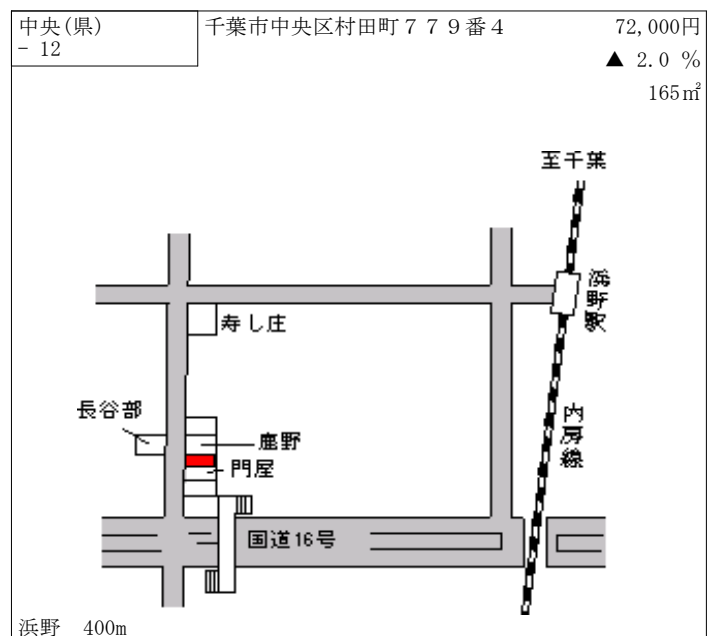 中央(県)
- 12
千葉市中央区村田町７７９番４
72,000円
▲ 2.0 %
165㎡
至千葉
浜野駅
寿し庄
長谷部
鹿野
門屋
内房線
国道16号
浜野　400m